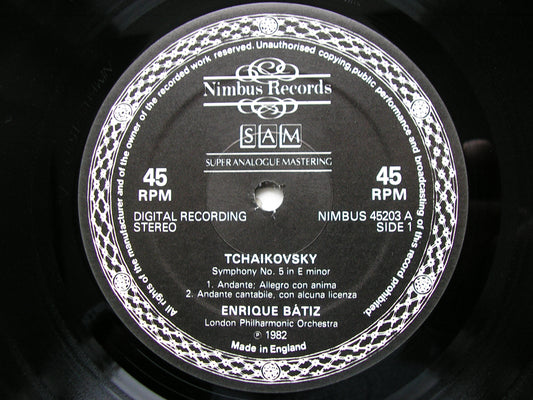 All rights of the manufacturer and of the owner of the recorded work reserved. Unauthorised copying, public performance and broadcasting of this record prohibited.
Nimbus Records
SAM
SUPER ANALOGUE MASTERING
45 RPM
45 RPM
DIGITAL RECORDING STEREO
NIMBUS 45203 A
SIDE 1
TCHAIKOVSKY
Symphony No. 5 in E minor
1. Andante; Allegro con anima
2. Andante cantabile, con alcuna licenza
ENRIQUE BÁTIZ
London Philharmonic Orchestra
℗ 1982
Made in England